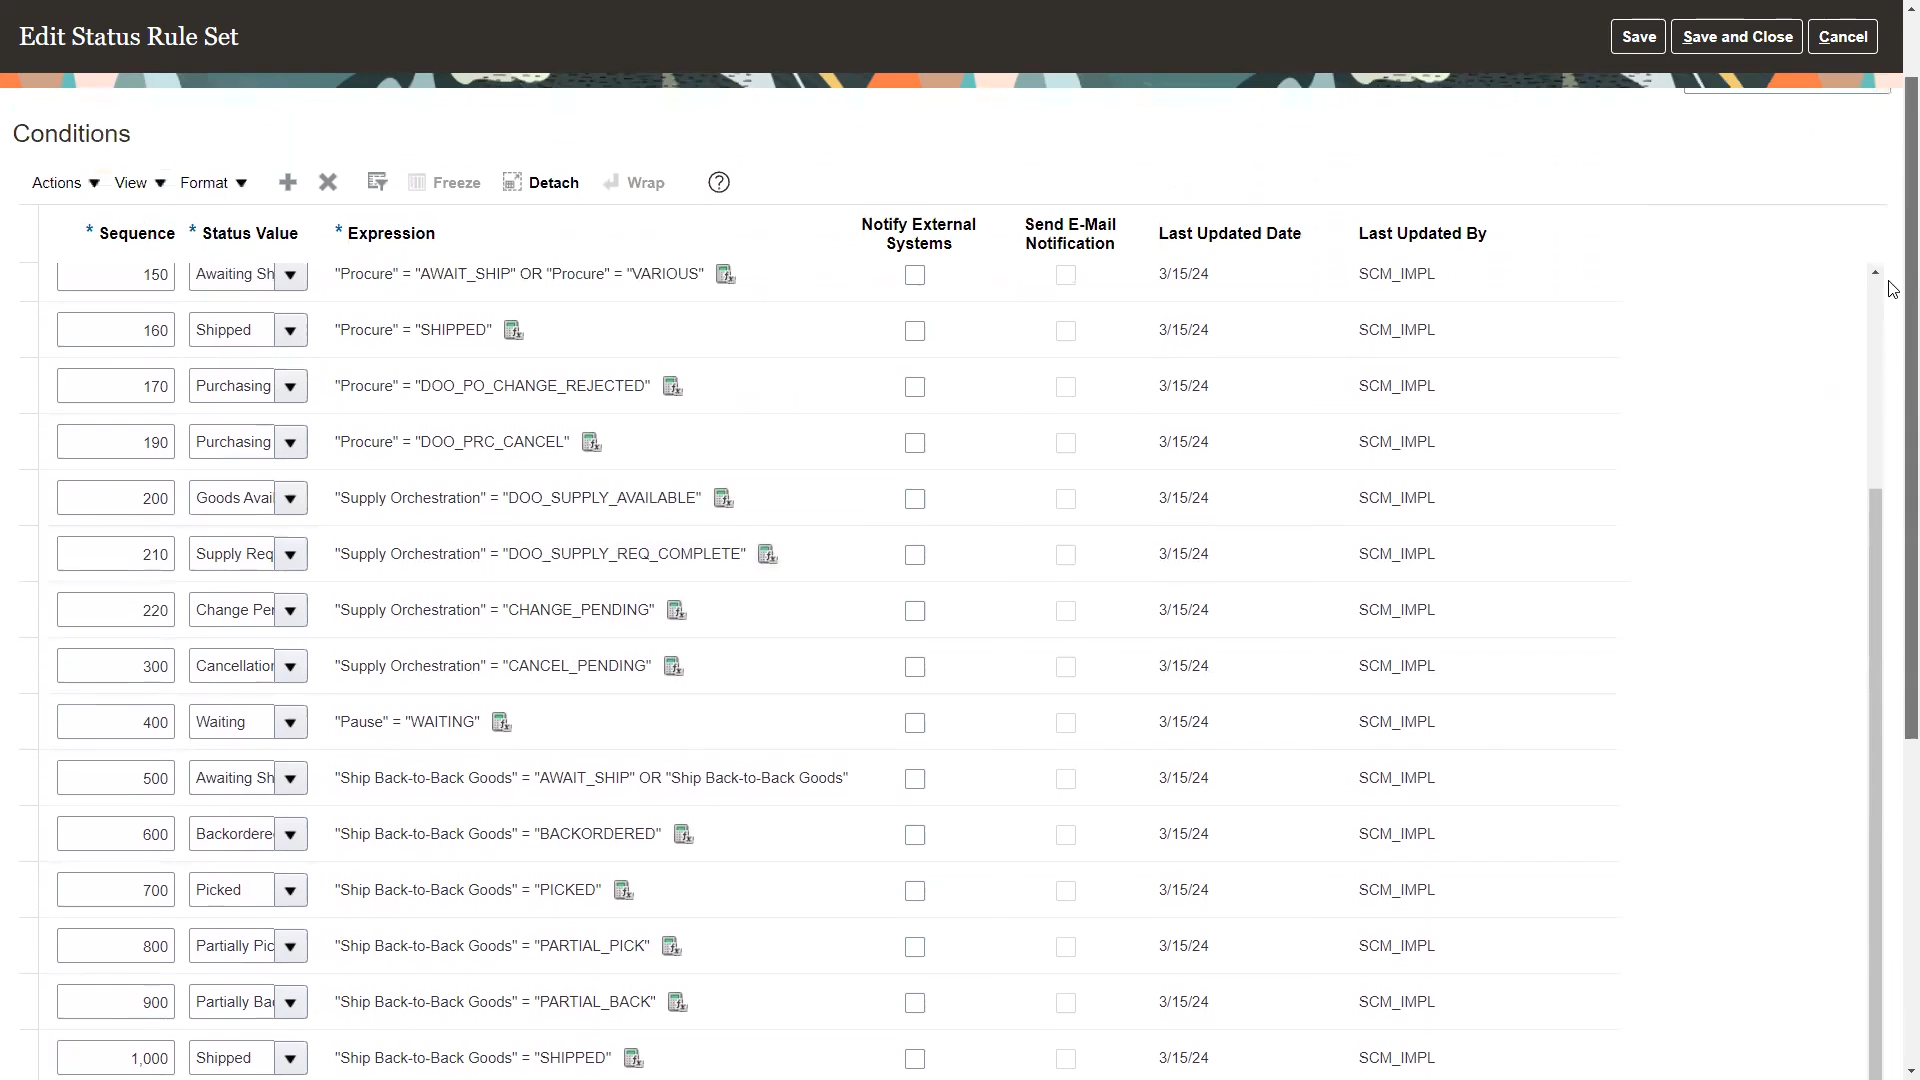 Edit Status Rule Set
Save
Save and Close
Cancel
Conditions
Actions View Format Freeze Detach Wrap ?
* Sequence * Status Value * Expression Notify External Systems Send E-Mail Notification Last Updated Date Last Updated By
150 Awaiting Sh "Procure" = "AWAIT_SHIP" OR "Procure" = "VARIOUS" 3/15/24 SCM_IMPL
160 Shipped "Procure" = "SHIPPED" 3/15/24 SCM_IMPL
170 Purchasing "Procure" = "DOO_PO_CHANGE_REJECTED" 3/15/24 SCM_IMPL
190 Purchasing "Procure" = "DOO_PRC_CANCEL" 3/15/24 SCM_IMPL
200 Goods Avai "Supply Orchestration" = "DOO_SUPPLY_AVAILABLE" 3/15/24 SCM_IMPL
210 Supply Req "Supply Orchestration" = "DOO_SUPPLY_REQ_COMPLETE" 3/15/24 SCM_IMPL
220 Change Per "Supply Orchestration" = "CHANGE_PENDING" 3/15/24 SCM_IMPL
300 Cancellation "Supply Orchestration" = "CANCEL_PENDING" 3/15/24 SCM_IMPL
400 Waiting "Pause" = "WAITING" 3/15/24 SCM_IMPL
500 Awaiting Sh "Ship Back-to-Back Goods" = "AWAIT_SHIP" OR "Ship Back-to-Back Goods" 3/15/24 SCM_IMPL
600 Backordere "Ship Back-to-Back Goods" = "BACKORDERED" 3/15/24 SCM_IMPL
700 Picked "Ship Back-to-Back Goods" = "PICKED" 3/15/24 SCM_IMPL
800 Partially Pic "Ship Back-to-Back Goods" = "PARTIAL_PICK" 3/15/24 SCM_IMPL
900 Partially Ba "Ship Back-to-Back Goods" = "PARTIAL_BACK" 3/15/24 SCM_IMPL
1,000 Shipped "Ship Back-to-Back Goods" = "SHIPPED" 3/15/24 SCM_IMPL